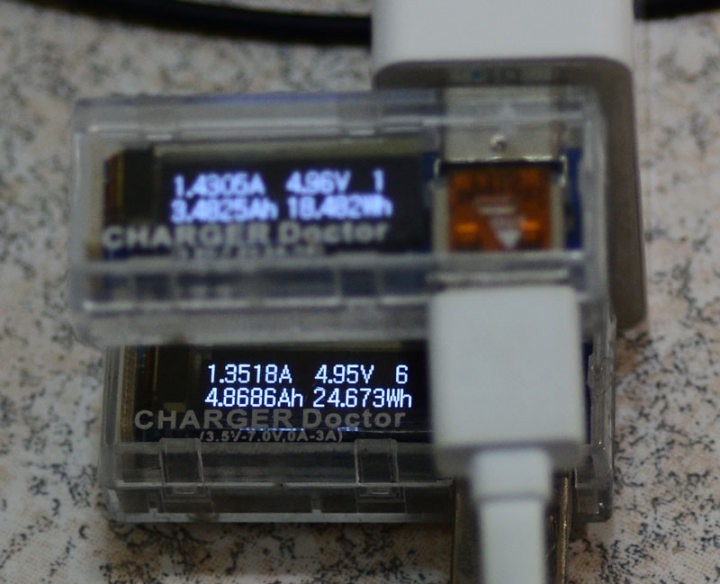 1.4305A 4.96V 1
3.4825Ah 18.482Wh
CHARGER Doctor
1.3518A 4.95V 6
4.8686Ah 24.673Wh
CHARGER Doctor
(3.5V-7.0V,0A-3A)